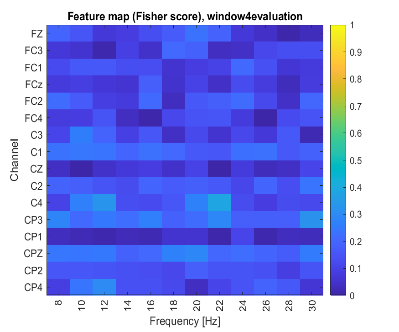 Feature map (Fisher score), window4evaluation
Channel
FZ
FC3
FC1
FCz
FC2
FC4
C3
C1
CZ
C2
C4
CP3
CP1
CPZ
CP2
CP4
8 10 12 14 16 18 20 22 24 26 28 30
Frequency [Hz]
1
0.9
0.8
0.7
0.6
0.5
0.4
0.3
0.2
0.1
0